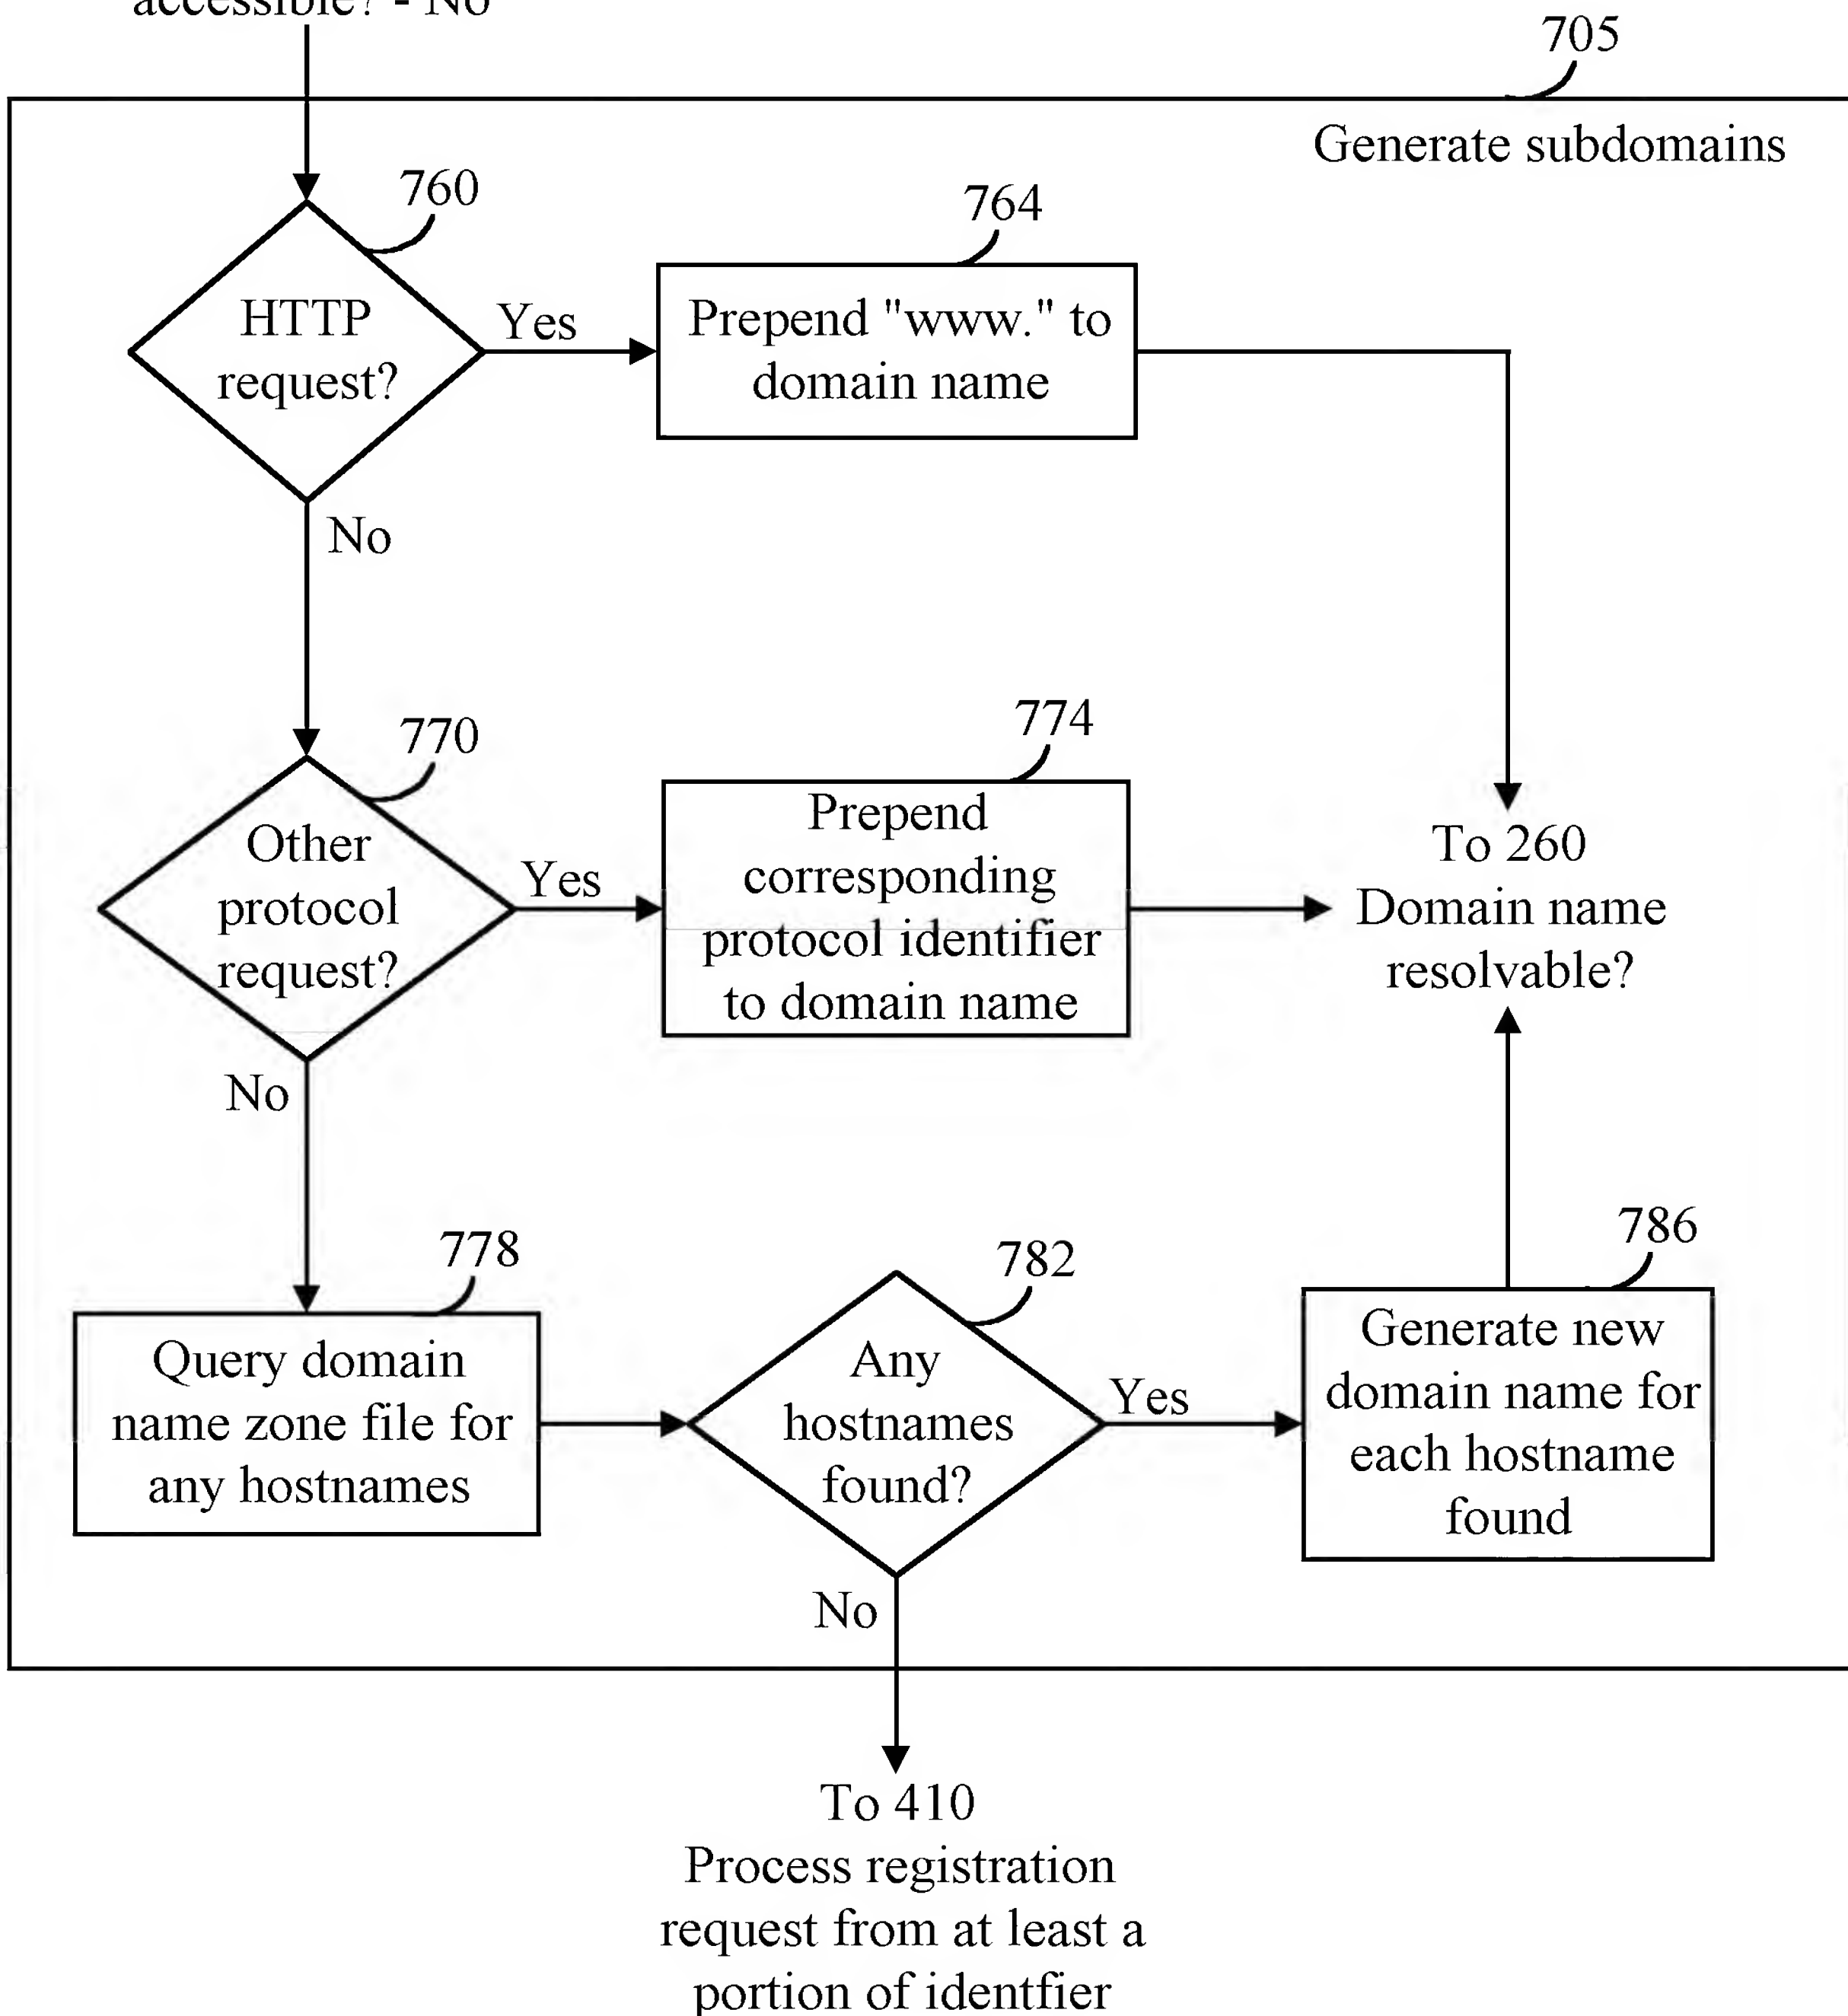 accessible? - No
705
Generate subdomains
760
764
HTTP
request?
Yes
Prepend "www." to
domain name
No
770
774
Other
protocol
request?
Yes
Prepend
corresponding
protocol identifier
to domain name
To 260
Domain name
resolvable?
No
778
782
786
Query domain
name zone file for
any hostnames
Any
hostnames
found?
Yes
Generate new
domain name for
each hostname
found
No
To 410
Process registration
request from at least a
portion of identfier